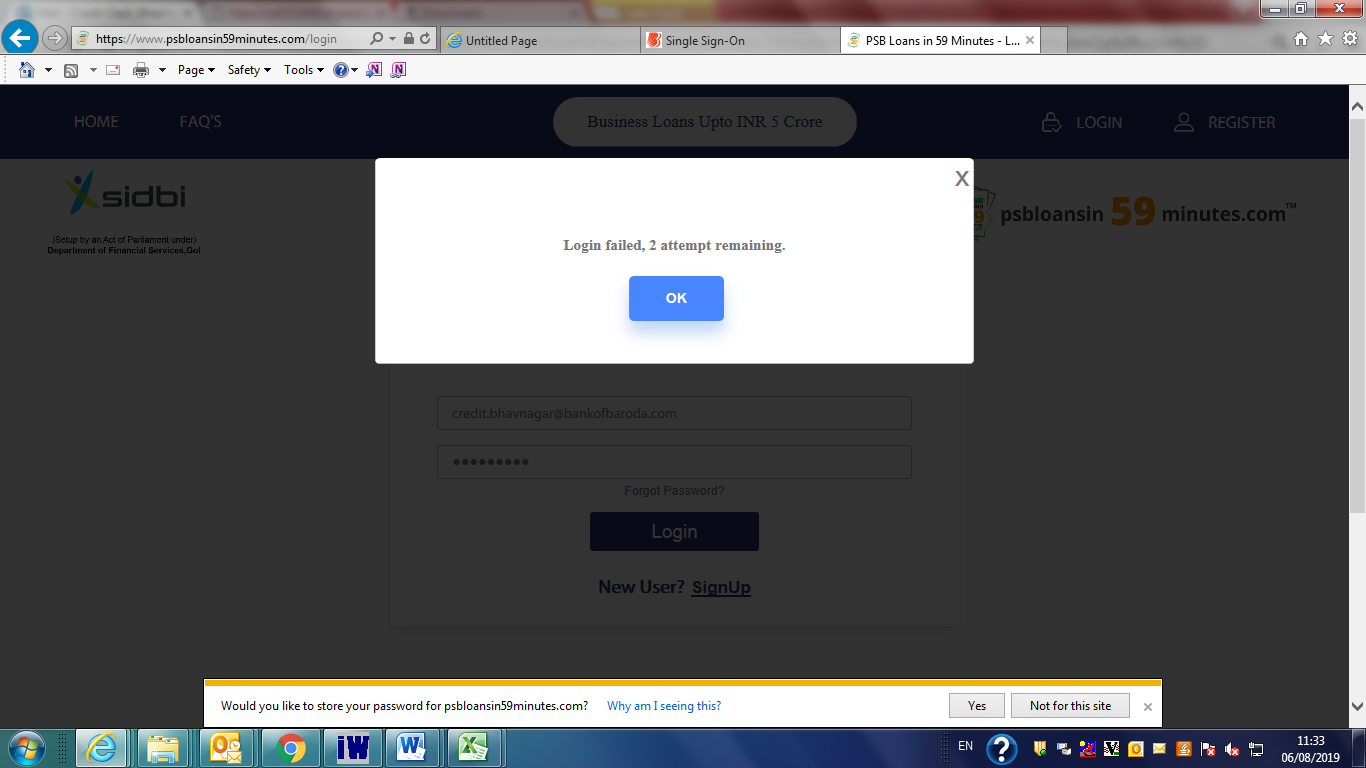 https://www.psbloansin59minutes.com/login
Untitled Page
Single Sign-On
PSB Loans in 59 Minutes - L...
Page
Safety
Tools
HOME
FAQ'S
Business Loans Upto INR 5 Crore
LOGIN
REGISTER
X
sidbi
(Setup by an Act of Parliament under)
Department of Financial Services,GoI
psbloansin 59 minutes.com™
Login failed, 2 attempt remaining.
OK
credit.bhavnagar@bankofbaroda.com
•••••••••
Forgot Password?
Login
New User? SignUp
Would you like to store your password for psbloansin59minutes.com?
Why am I seeing this?
Yes
Not for this site
iW
EN
11:33
06/08/2019